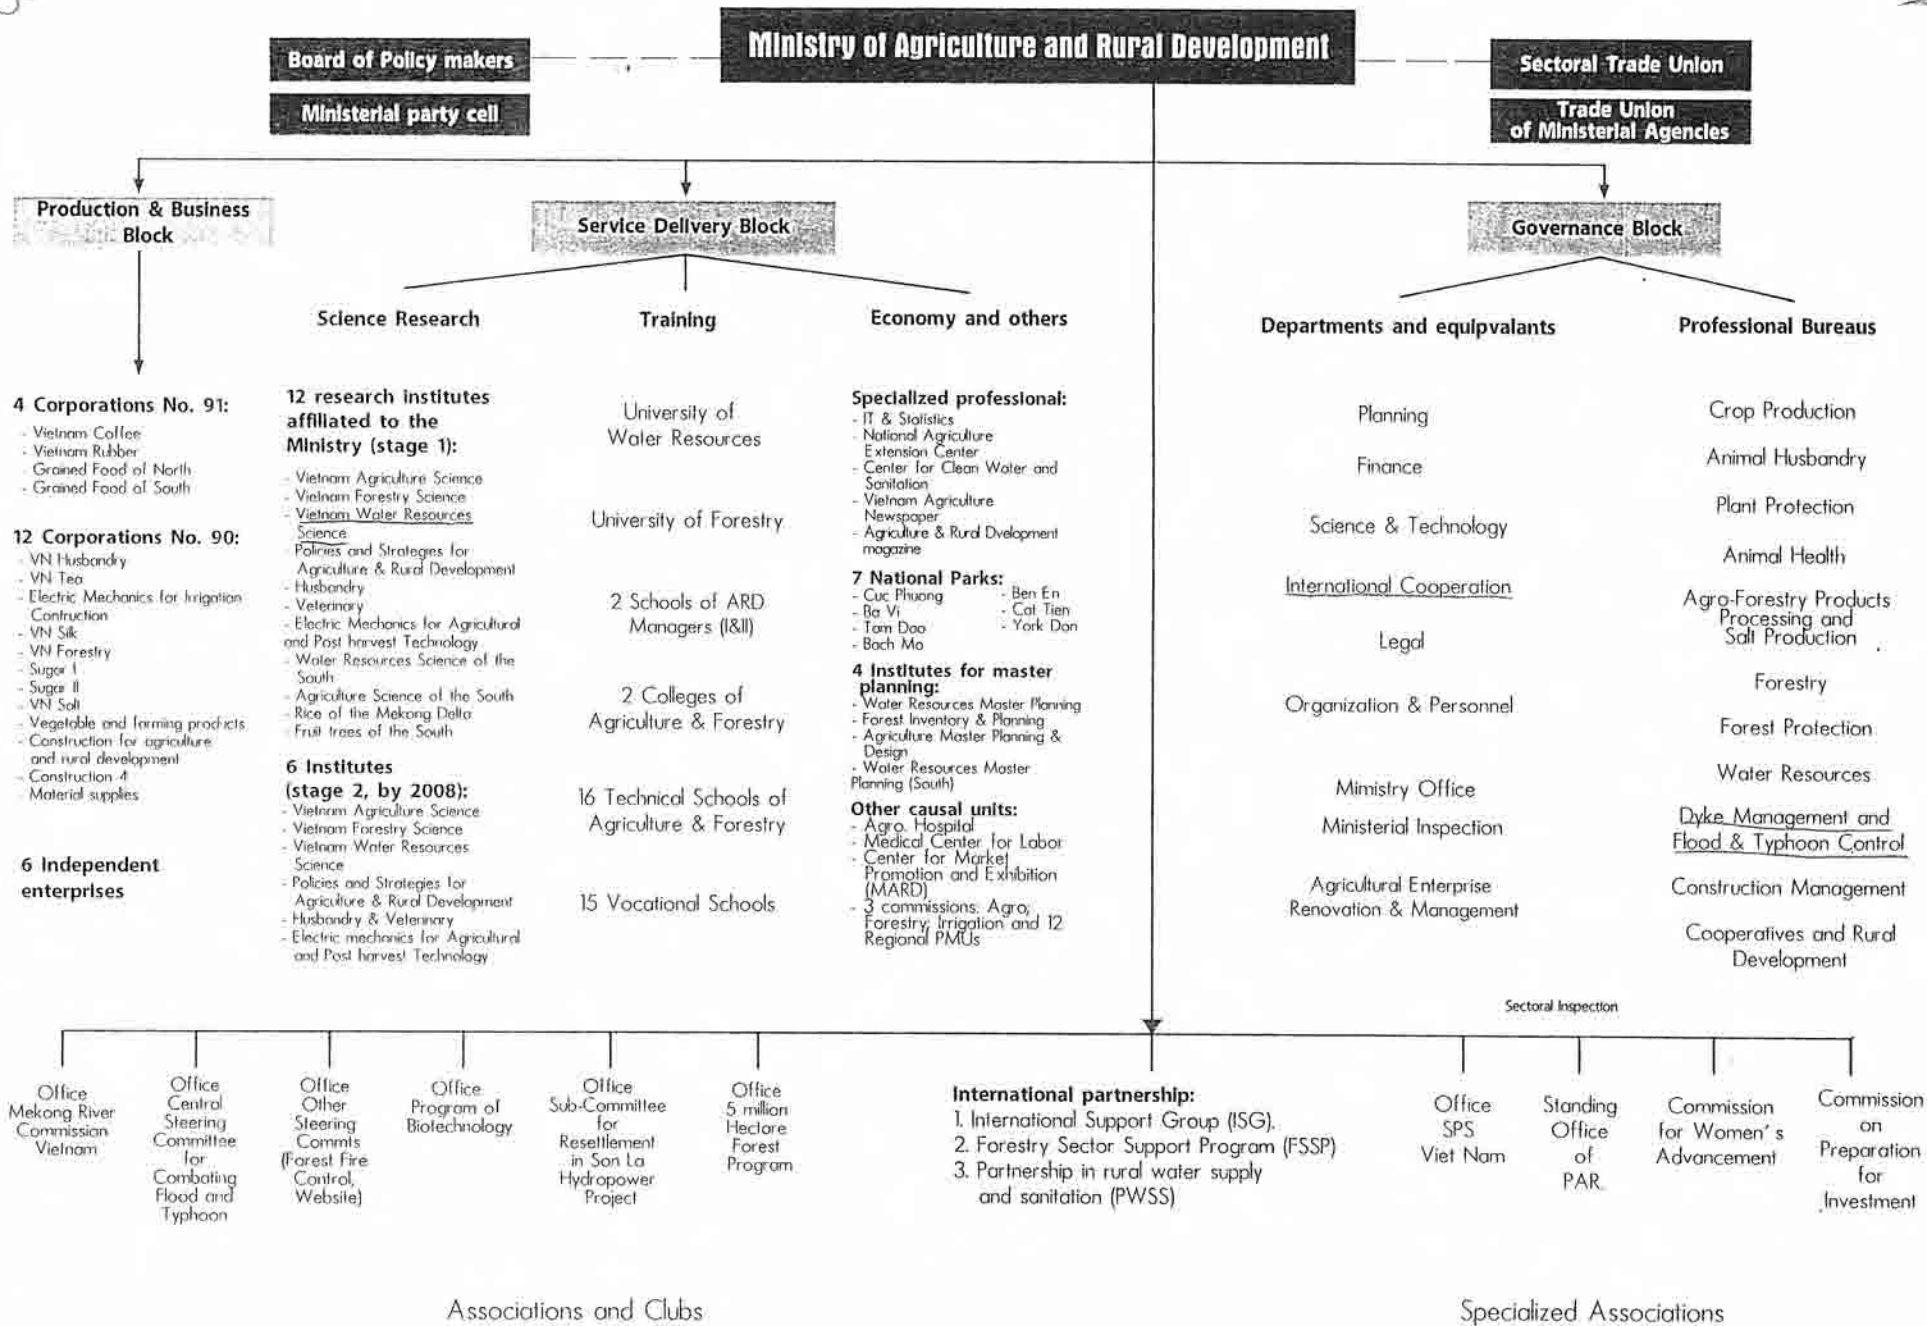 Ministry of Agriculture and Rural Development
Board of Policy makers
Ministerial party cell
Sectoral Trade Union
Trade Union
of Ministerial Agencies
Production & Business
Block
Service Delivery Block
Governance Block
Science Research
Training
Economy and others
Departments and equipvalants
Professional Bureaus
4 Corporations No. 91:
- Vietnam Coffee
- Vietnam Rubber
- Grained Food of North
- Grained Food of South
12 Corporations No. 90:
- VN Husbandry
- VN Tea
- Electric Mechanics for Irrigation
Contruction
- VN Silk
- VN Forestry
- Sugar I
- Sugar II
- VN Salt
- Vegetable and farming products
- Construction for agriculture
and rural development
- Construction 4
- Material supplies
6 Independent
enterprises
12 research institutes
affiliated to the
Ministry (stage 1):
- Vietnam Agriculture Science
- Vietnam Forestry Science
- Vietnam Water Resources
Science
- Policies and Strategies for
Agriculture & Rural Development
- Husbandry
- Veterinary
- Electric Mechanics for Agricultural
and Post harvest Technology
- Water Resources Science of the
South
- Agriculture Science of the South
- Rice of the Mekong Delta
- Fruit trees of the South
6 Institutes
(stage 2, by 2008):
- Vietnam Agriculture Science
- Vietnam Forestry Science
- Vietnam Water Resources
Science
- Policies and Strategies for
Agriculture & Rural Development
- Husbandry & Veterinary
- Electric mechanics for Agricultural
and Post harvest Technology
University of
Water Resources
University of Forestry
2 Schools of ARD
Managers (I&II)
2 Colleges of
Agriculture & Forestry
16 Technical Schools of
Agriculture & Forestry
15 Vocational Schools
Specialized professional:
- IT & Statistics
- National Agriculture
Extension Center
- Center for Clean Water and
Sanitation
- Vietnam Agriculture
Newspaper
- Agriculture & Rural Dvelopment
magazine
7 National Parks:
- Cuc Phuong
- Ba Vi
- Tam Dao
- Bach Ma
- Ben En
- Cat Tien
- York Don
4 Institutes for master
planning:
- Water Resources Master Planning
- Forest Inventory & Planning
- Agriculture Master Planning &
Design
- Water Resources Master
Planning (South)
Other causal units:
- Agro. Hospital
- Medical Center for Labor
- Center for Market
Promotion and Exhibition
(MARD)
- 3 commissions: Agro,
Forestry, Irrigation and 12
Regional PMUs
Planning
Finance
Science & Technology
International Cooperation
Legal
Organization & Personnel
Mimistry Office
Ministerial Inspection
Agricultural Enterprise
Renovation & Management
Crop Production
Animal Husbandry
Plant Protection
Animal Health
Agro-Forestry Products
Processing and
Salt Production
Forestry
Forest Protection
Water Resources
Dyke Management and
Flood & Typhoon Control
Construction Management
Cooperatives and Rural
Development
Sectoral Inspection
Office
Mekong River
Commission
Vietnam
Office
Central
Steering
Committee
for
Combating
Flood and
Typhoon
Office
Other
Steering
Commts
(Forest Fire
Control,
Website)
Office
Program of
Biotechnology
Office
Sub-Committee
for
Resettlement
in Son La
Hydropower
Project
Office
5 million
Hectare
Forest
Program
International partnership:
1. International Support Group (ISG).
2. Forestry Sector Support Program (FSSP)
3. Partnership in rural water supply
and sanitation (PWSS)
Office
SPS
Viet Nam
Standing
Office
of
PAR
Commission
for Women's
Advancement
Commission
on
Preparation
for
Investment
Associations and Clubs
Specialized Associations